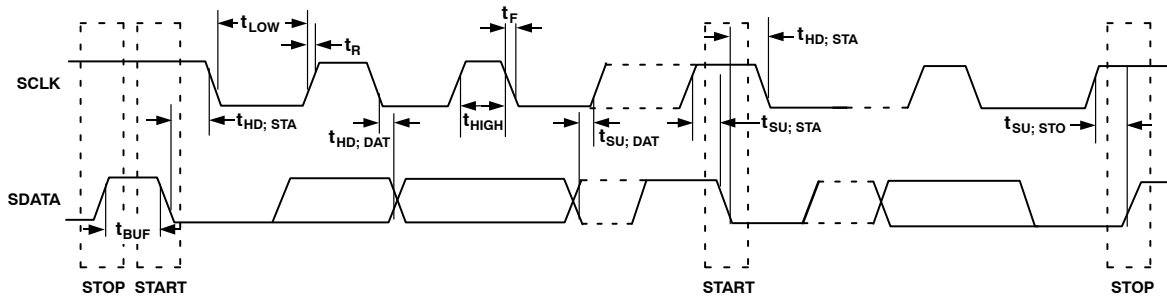 tLOW
tR
tF
tHD; STA
SCLK
tHD; STA
tHD; DAT
tHIGH
tSU; DAT
tSU; STA
tSU; STO
SDATA
tBUF
STOP START START STOP